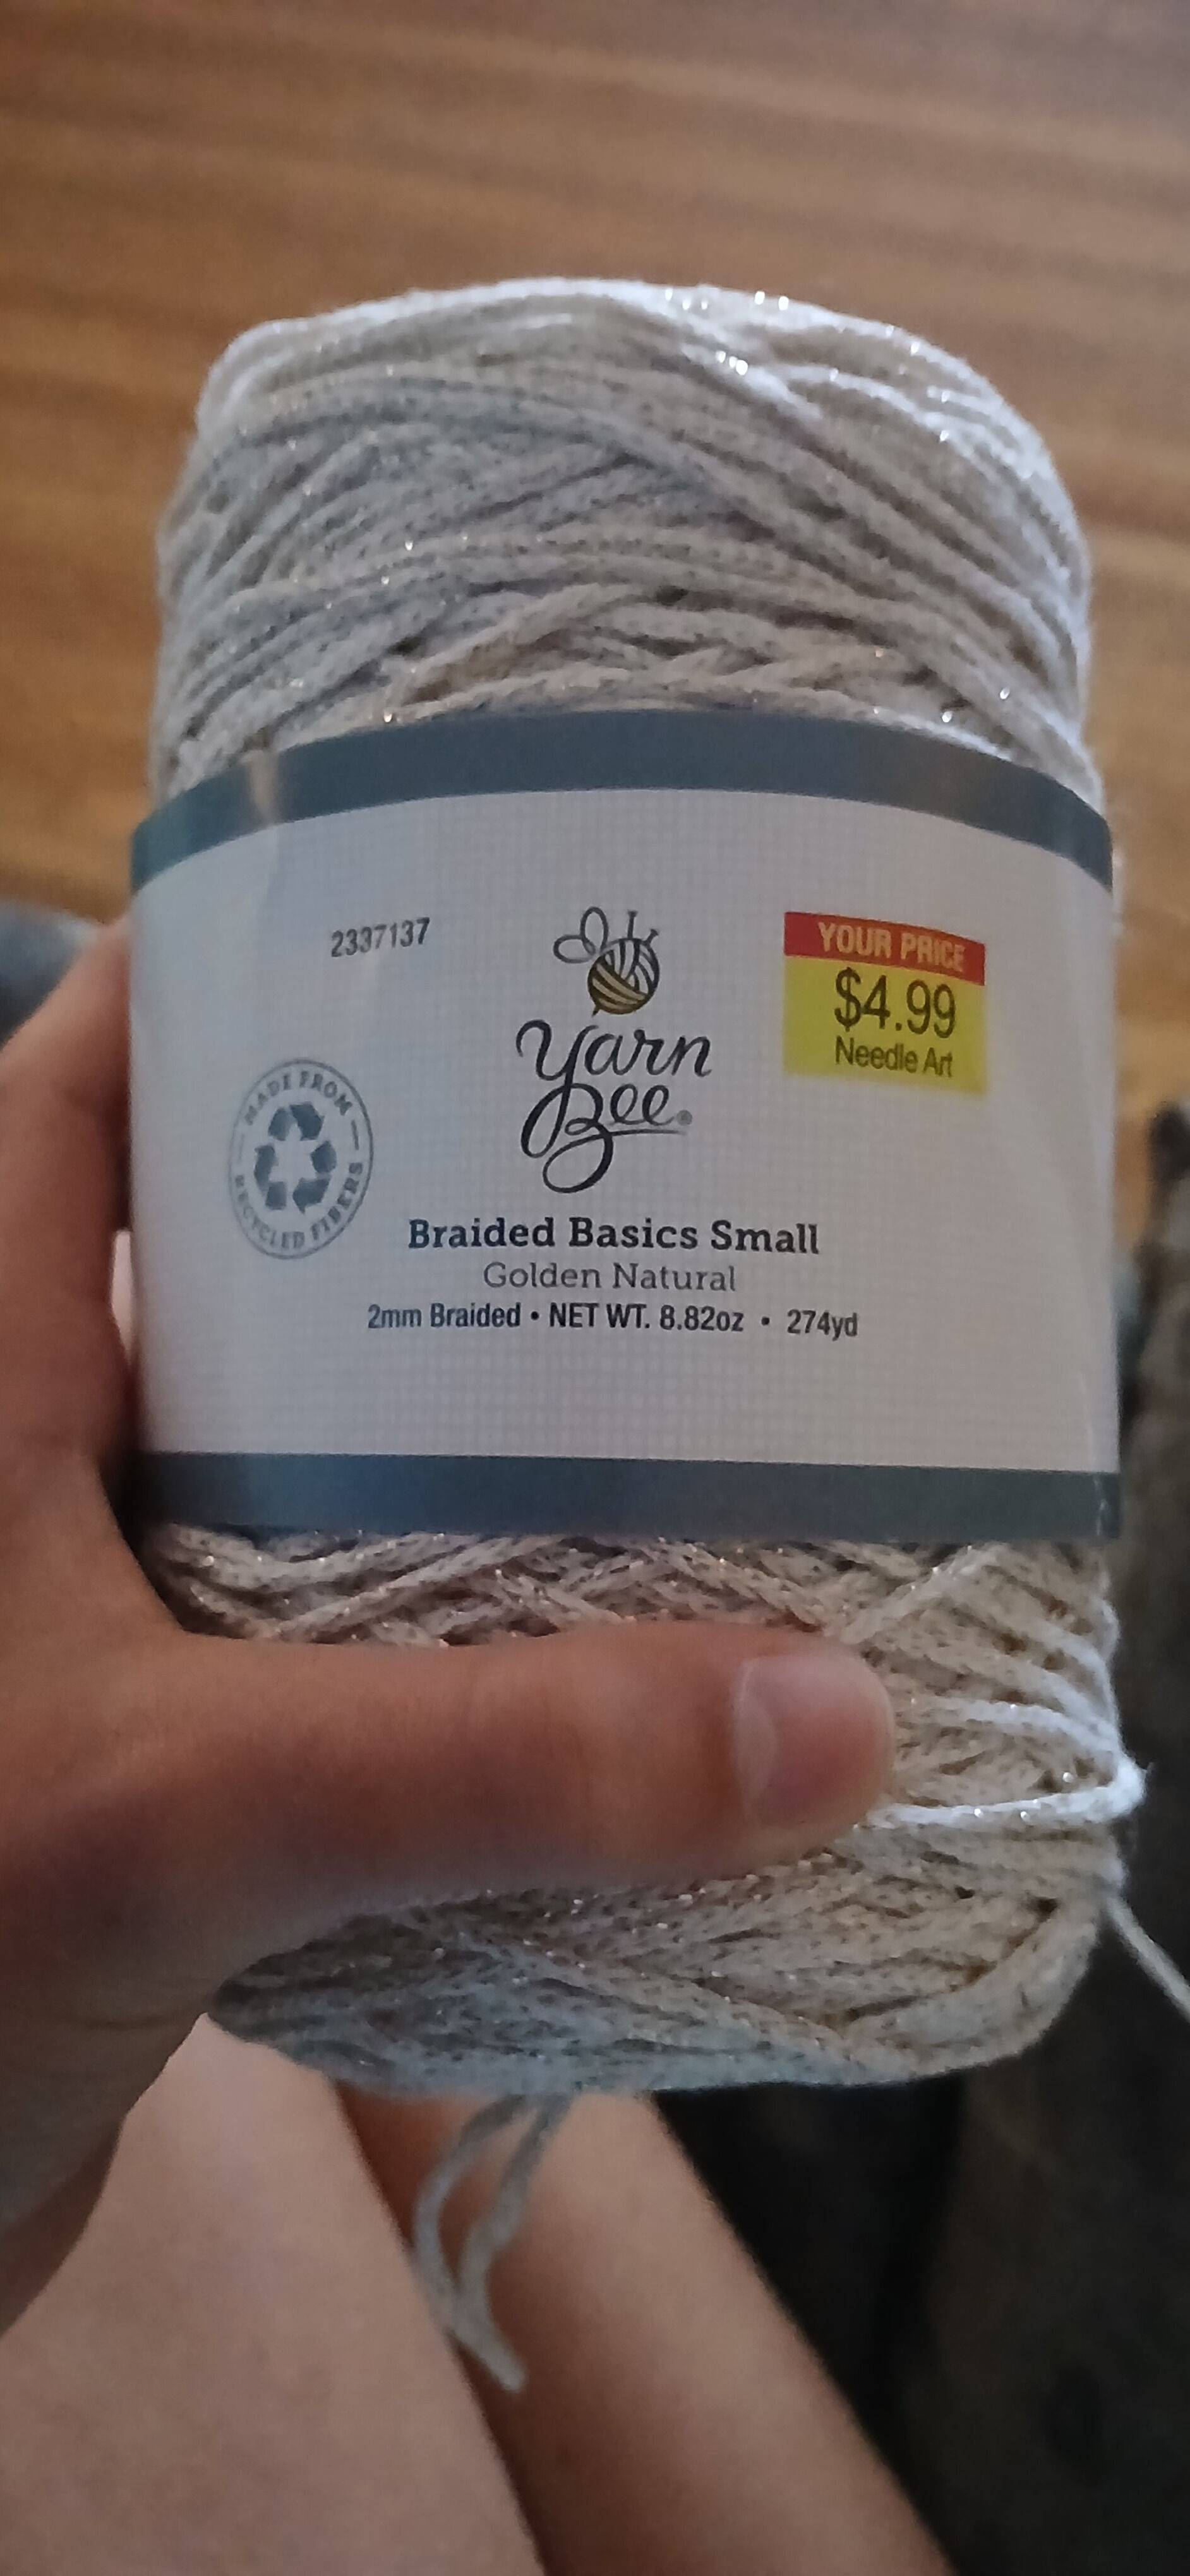 2337137
YOUR PRICE
$4.99
Needle Art
Yarn
Bee®
MADE FROM
RECYCLED FIBERS
Braided Basics Small
Golden Natural
2mm Braided • NET WT. 8.82oz • 274yd